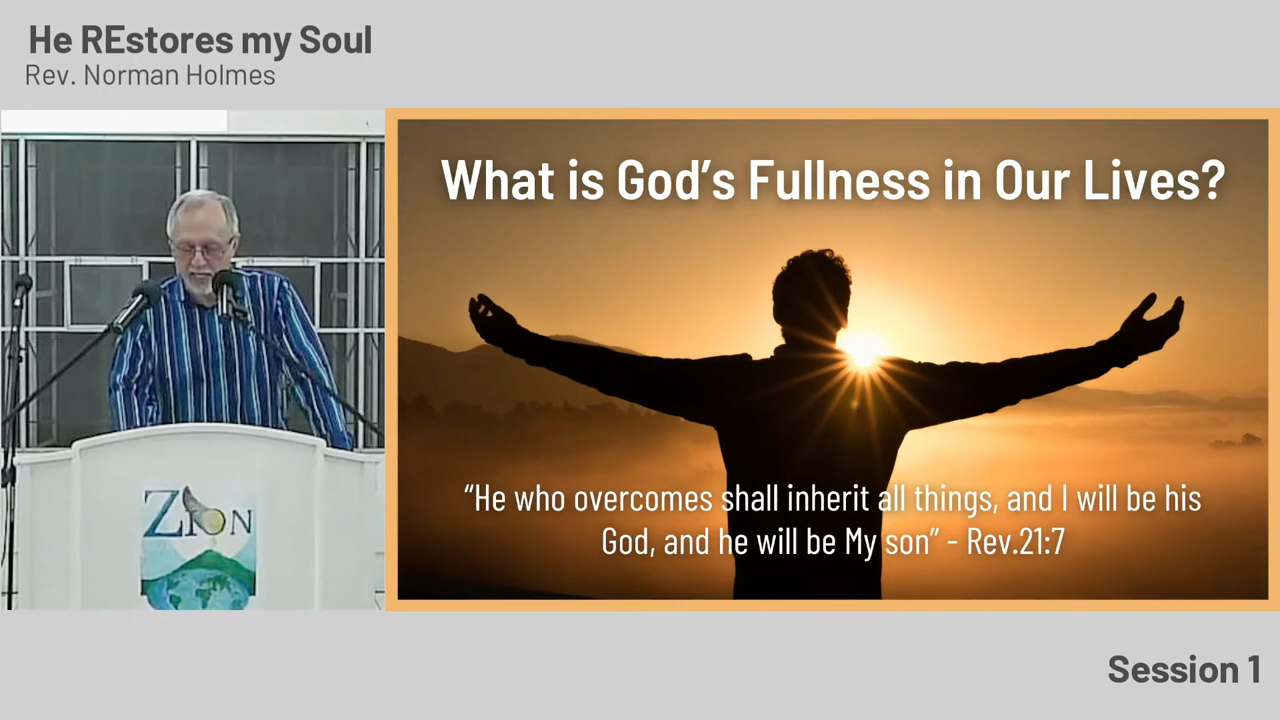 He REstores my Soul
Rev. Norman Holmes
What is God’s Fullness in Our Lives?
“He who overcomes shall inherit all things, and I will be his
God, and he will be My son” - Rev.21:7
ZION
Session 1